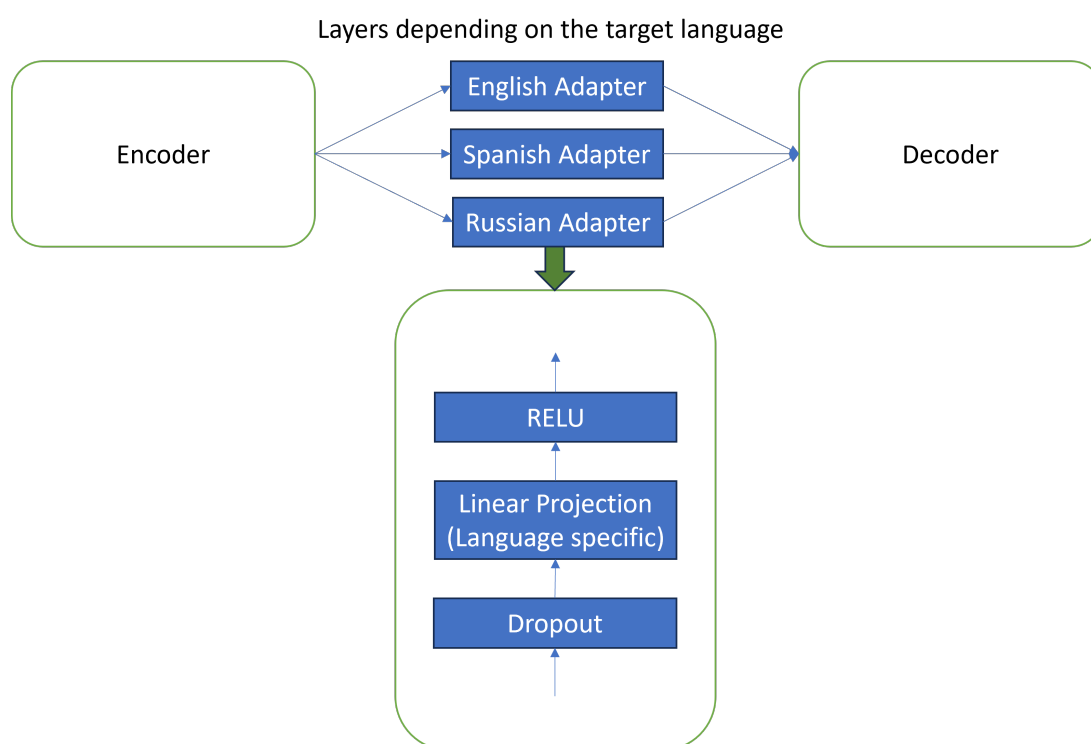 Layers depending on the target language
Encoder
English Adapter
Spanish Adapter
Russian Adapter
Decoder
RELU
Linear Projection
(Language specific)
Dropout